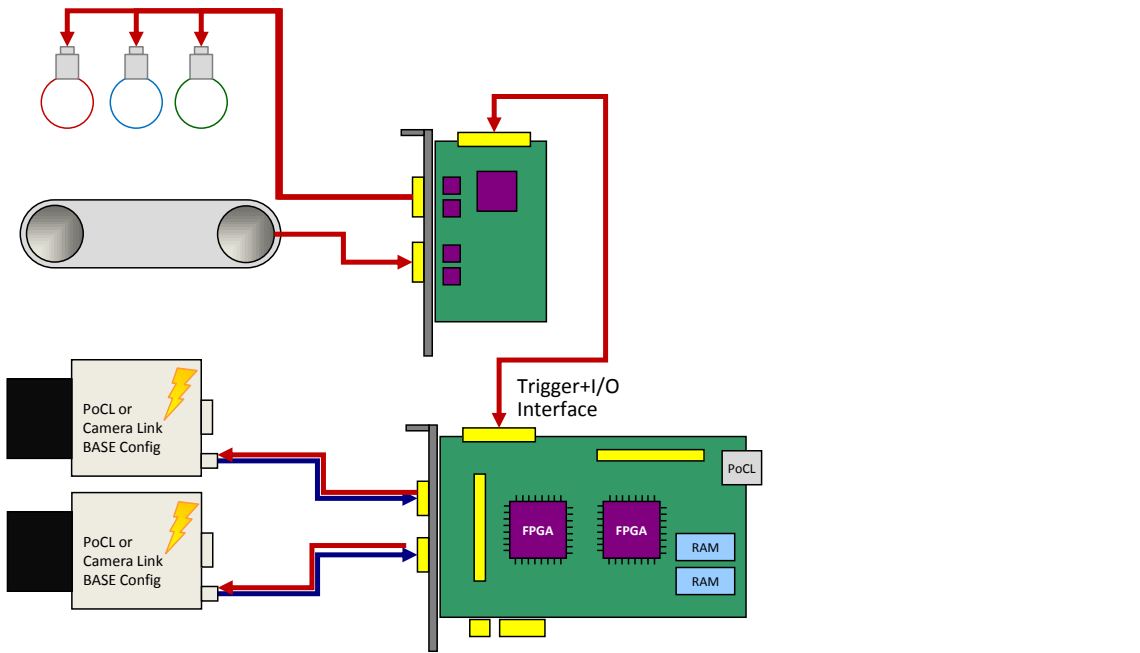 Trigger+I/O
Interface
PoCL or
Camera Link
BASE Config
PoCL
FPGA
FPGA
PoCL or
Camera Link
BASE Config
RAM
RAM